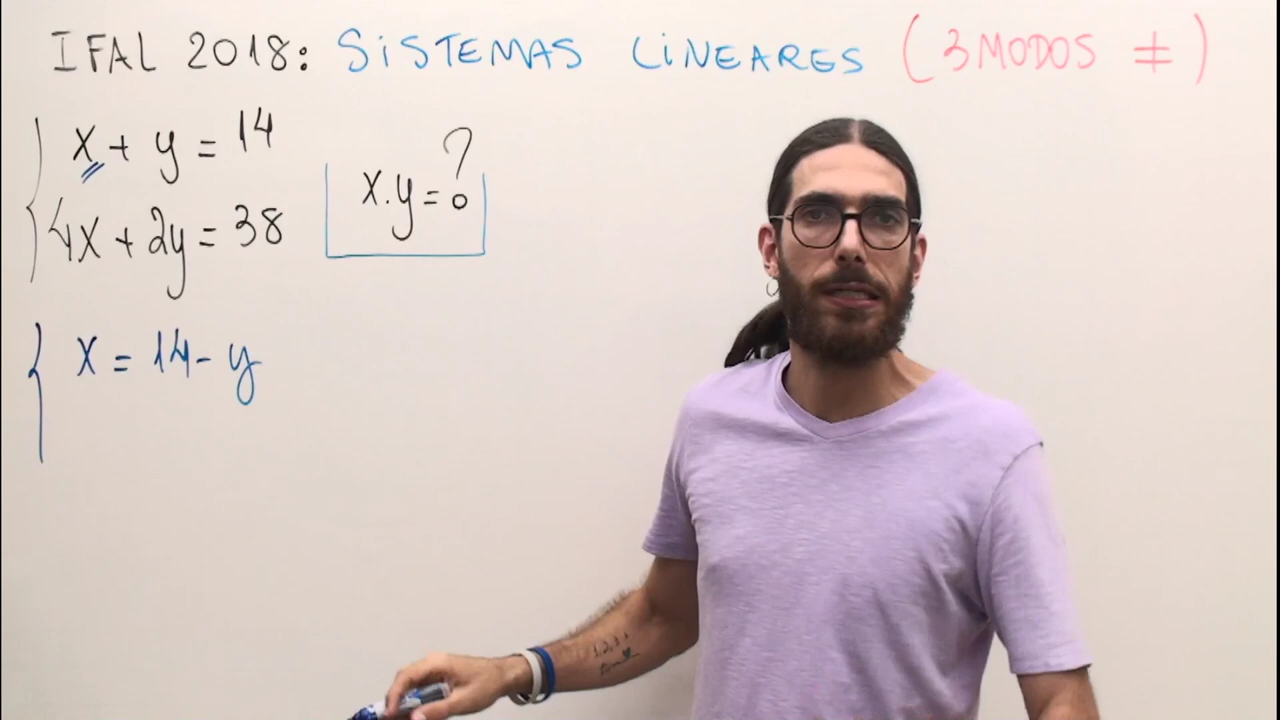 IFAL 2018: SISTEMAS LINEARES (3 MODOS ≠)
x + y = 14
4x + 2y = 38
x.y = ?
x = 14 - y